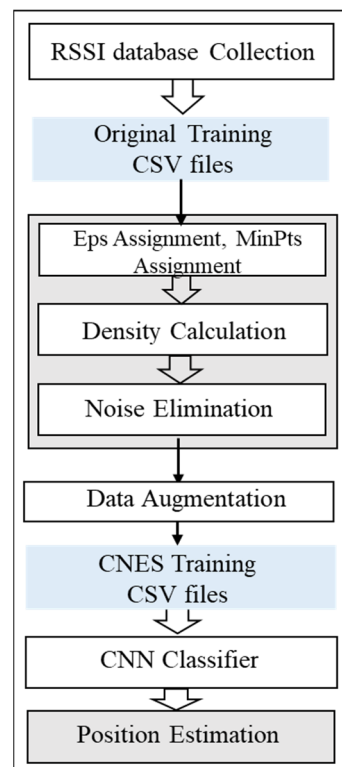 RSSI database Collection
Original Training
CSV files
Eps Assignment, MinPts
Assignment
Density Calculation
Noise Elimination
Data Augmentation
CNES Training
CSV files
CNN Classifier
Position Estimation